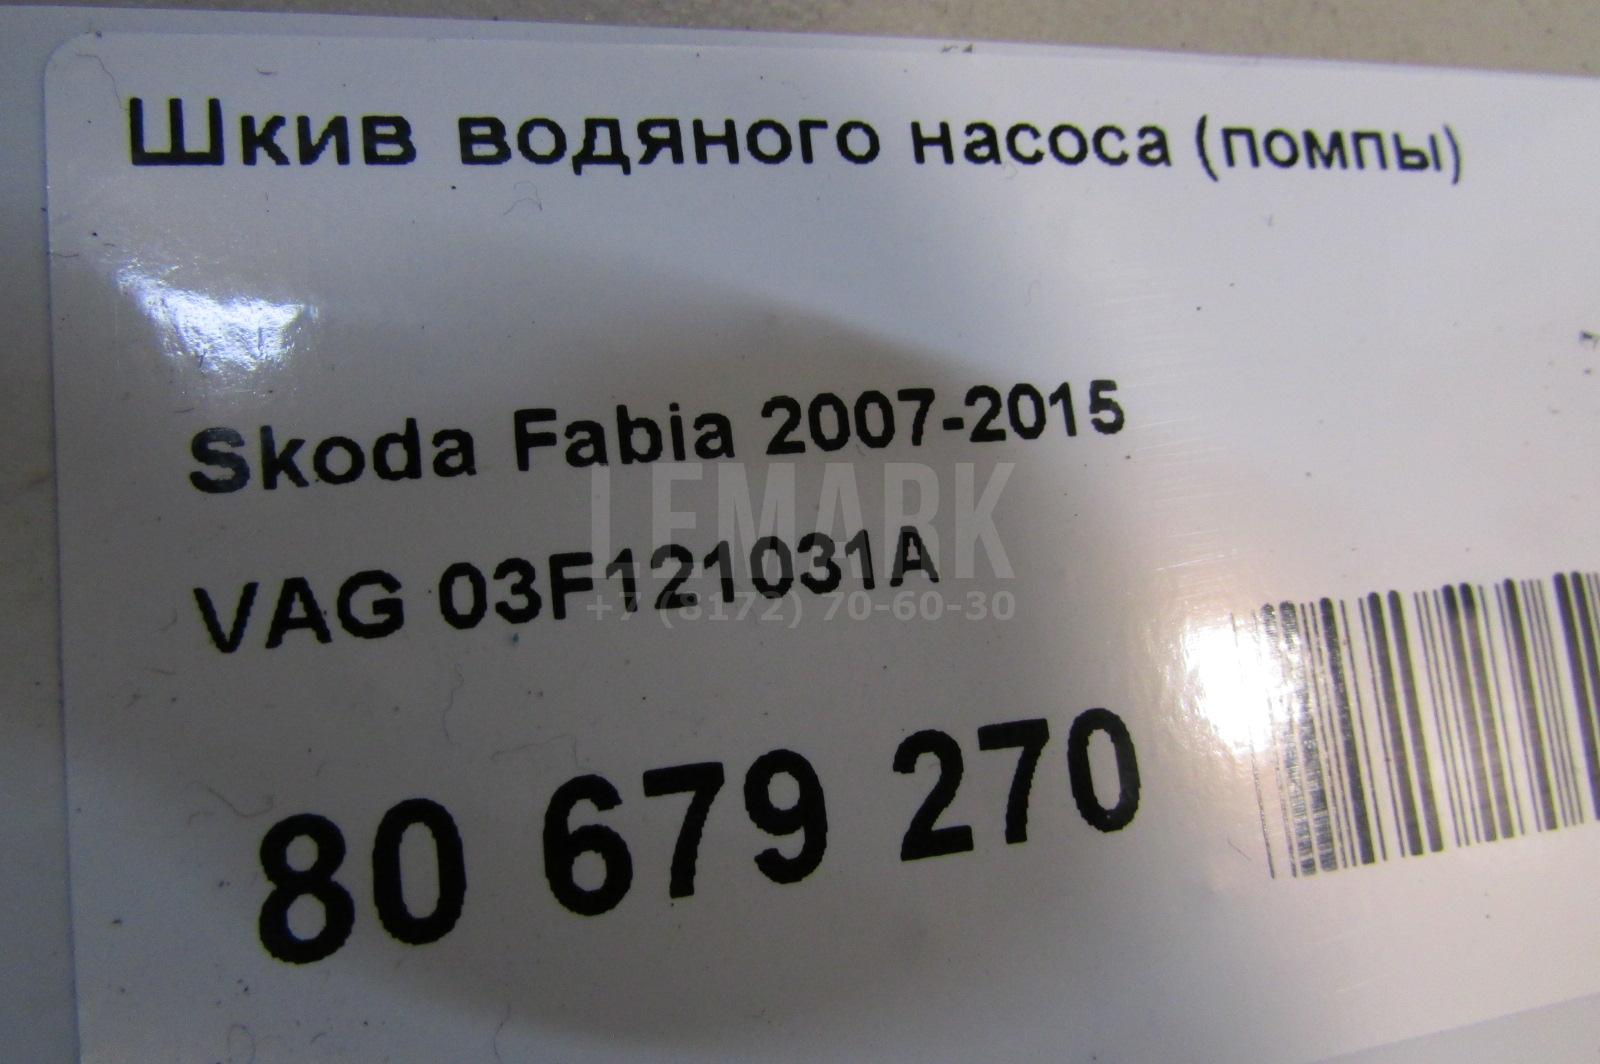 Шкив водяного насоса (помпы)
Skoda Fabia 2007-2015
LEMARK
VAG 03F121031A
+7 (8172) 70-60-30
80 679 270